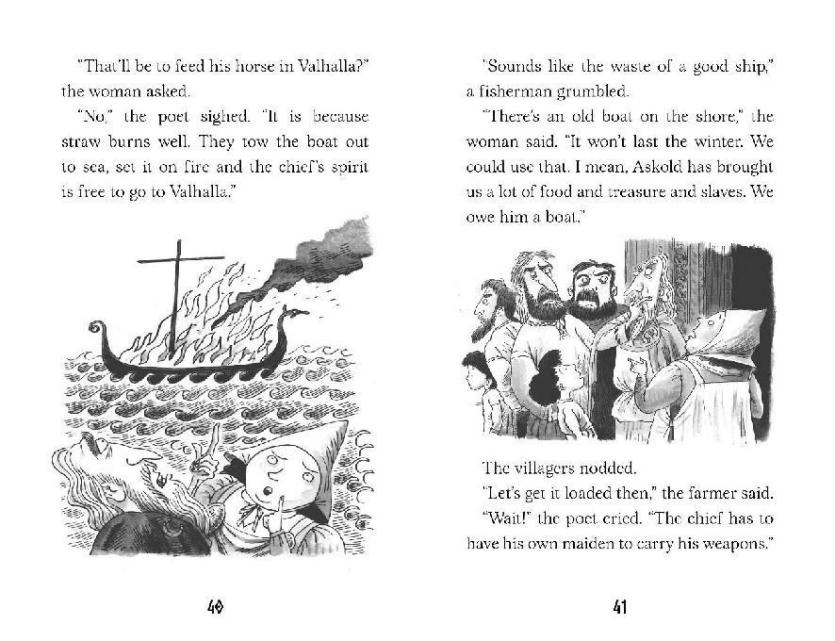 "That'll be to feed his horse in Valhalla?"
the woman asked.
"No," the poet sighed. "It is because
straw burns well. They tow the boat out
to sea, set it on fire and the chief's spirit
is free to go to Valhalla."
40
"Sounds like the waste of a good ship,"
a fisherman grumbled.
"There's an old boat on the shore," the
woman said. "It won't last the winter. We
could use that. I mean, Askold has brought
us a lot of food and treasure and slaves. We
owe him a boat."
The villagers nodded.
"Let's get it loaded then," the farmer said.
"Wait!" the poet cried. "The chief has to
have his own maiden to carry his weapons."
41